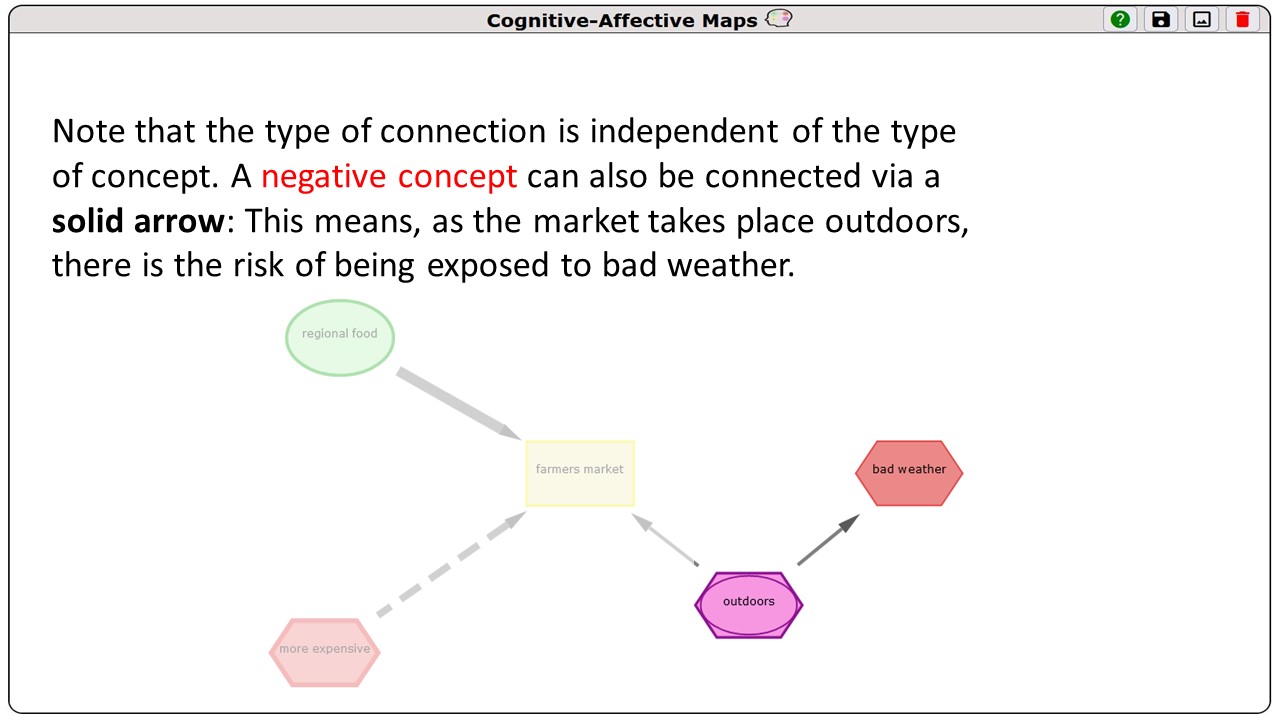 Cognitive-Affective Maps
Note that the type of connection is independent of the type
of concept. A negative concept can also be connected via a
solid arrow: This means, as the market takes place outdoors,
there is the risk of being exposed to bad weather.
regional food
farmers market
bad weather
outdoors
more expensive